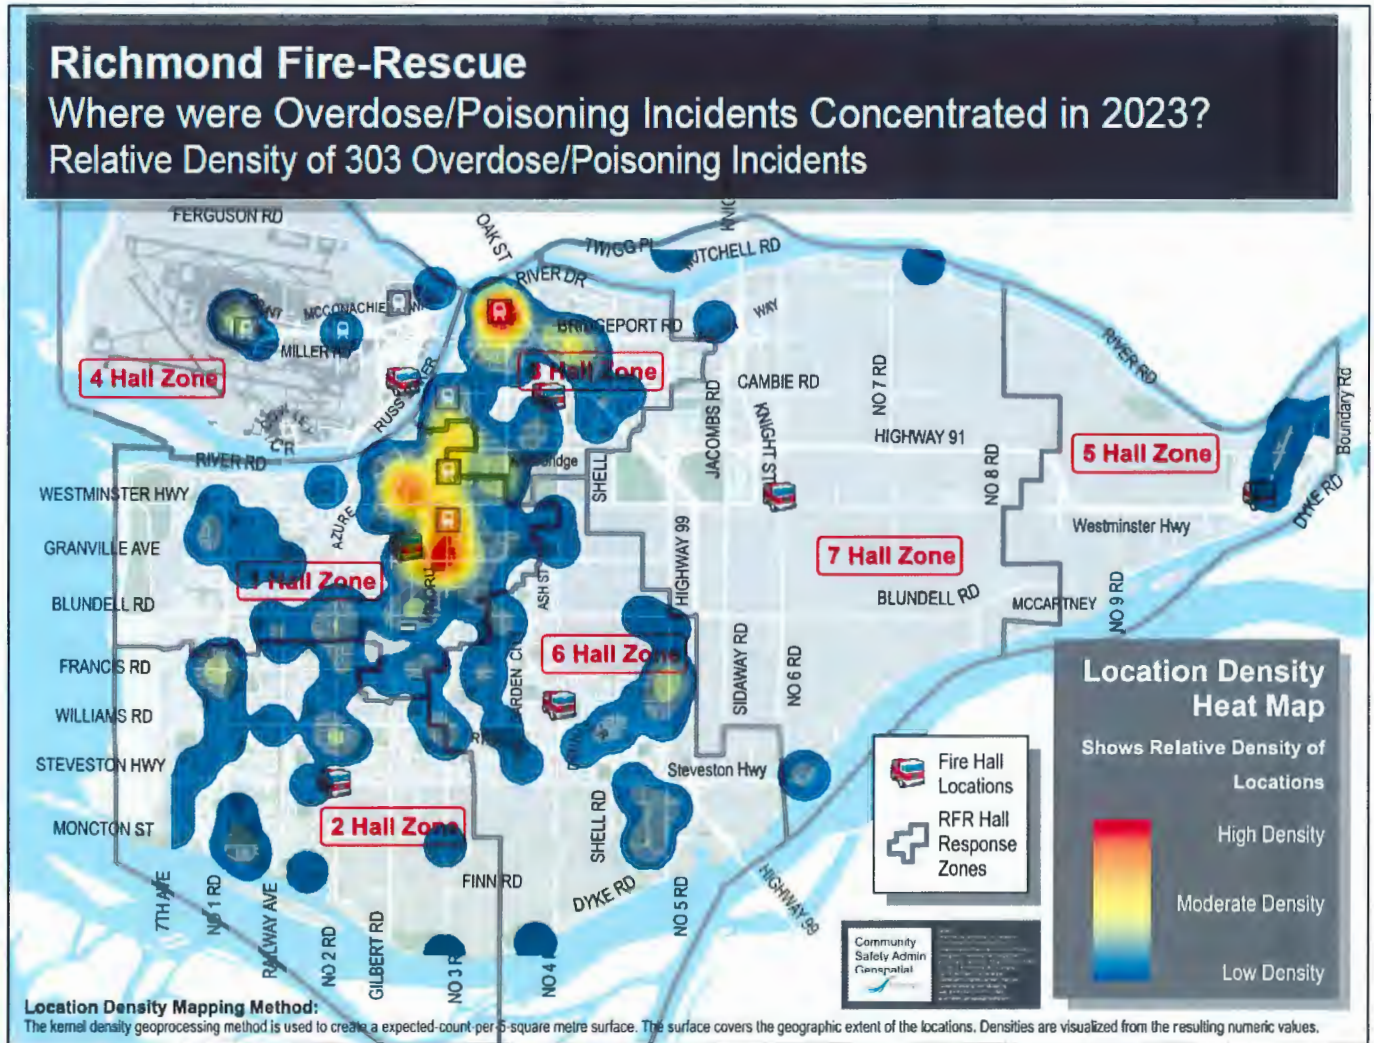 Richmond Fire-Rescue
Where were Overdose/Poisoning Incidents Concentrated in 2023?
Relative Density of 303 Overdose/Poisoning Incidents
FERGUSON RD
OAK ST
TWIGG PL
MITCHELL RD
RIVER DR
MCCONACHIE
BRIDGEPORT RD
WAY
MILLER RD
RIVER RD
4 Hall Zone
3 Hall Zone
CAMBIE RD
NO 7 RD
Boundary Rd
JACOBMBS RD
KNIGHT ST
HIGHWAY 91
5 Hall Zone
RIVER RD
SHELL
NO 8 RD
WESTMINSTER HWY
DYKE RD
AZURE
Westminster Hwy
GRANVILLE AVE
7 Hall Zone
1 Hall Zone
ASH ST
HIGHWAY 99
BLUNDELL RD
BLUNDELL RD
MCCARTNEY
NO 9 RD
FRANCIS RD
6 Hall Zone
SIDAWAY RD
NO 6 RD
WILLIAMS RD
STEVESTON HWY
Steveston Hwy
MONCTON ST
2 Hall Zone
SHELL RD
FINN RD
DYKE RD
7TH AVE
NO 1 RD
RAILWAY AVE
NO 2 RD
GILBERT RD
NO 3 R
NO 4
NO 5 RD
HIGHWAY 99
Fire Hall
Locations
RFR Hall
Response
Zones
Location Density
Heat Map
Shows Relative Density of
Locations
High Density
Moderate Density
Low Density
Community
Safety Admin
Geospatial
Location Density Mapping Method:
The kernel density geoprocessing method is used to create a expected-count-per-5-square metre surface. The surface covers the geographic extent of the locations. Densities are visualized from the resulting numeric values.